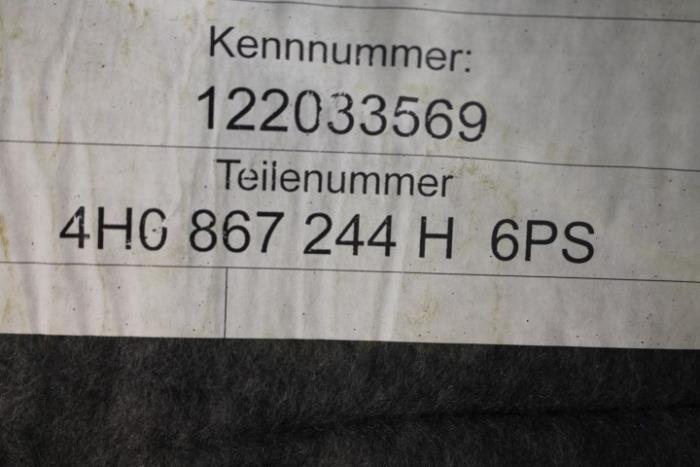 Kennnummer:
122033569
Teilenummer
4H0 867 244 H 6PS